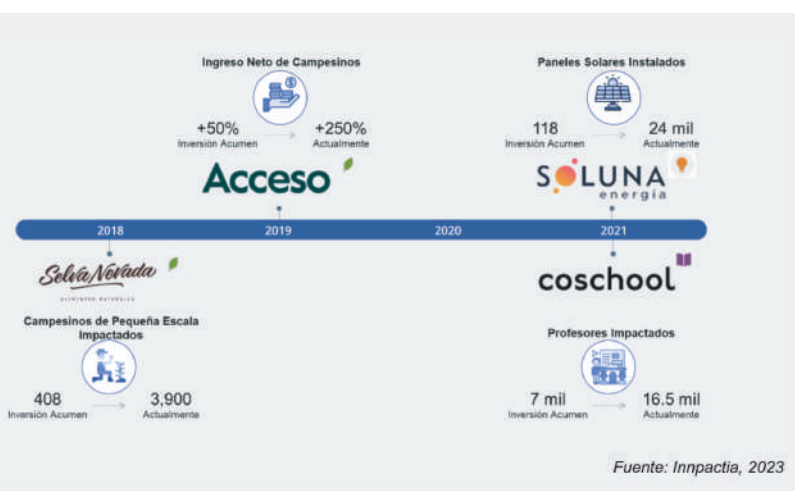 Ingreso Neto de Campesinos
+50%
Inversión Acumen
+250%
Actualmente
Acceso
Paneles Solares Instalados
118
Inversión Acumen
24 mil
Actualmente
SOLUNA
energía
2018
2019
2020
2021
Selva Nevada
ALIMENTOS NATURALES
Campesinos de Pequeña Escala
Impactados
408
Inversión Acumen
3,900
Actualmente
coschool
Profesores Impactados
7 mil
Inversión Acumen
16.5 mil
Actualmente
Fuente: Innpactia, 2023